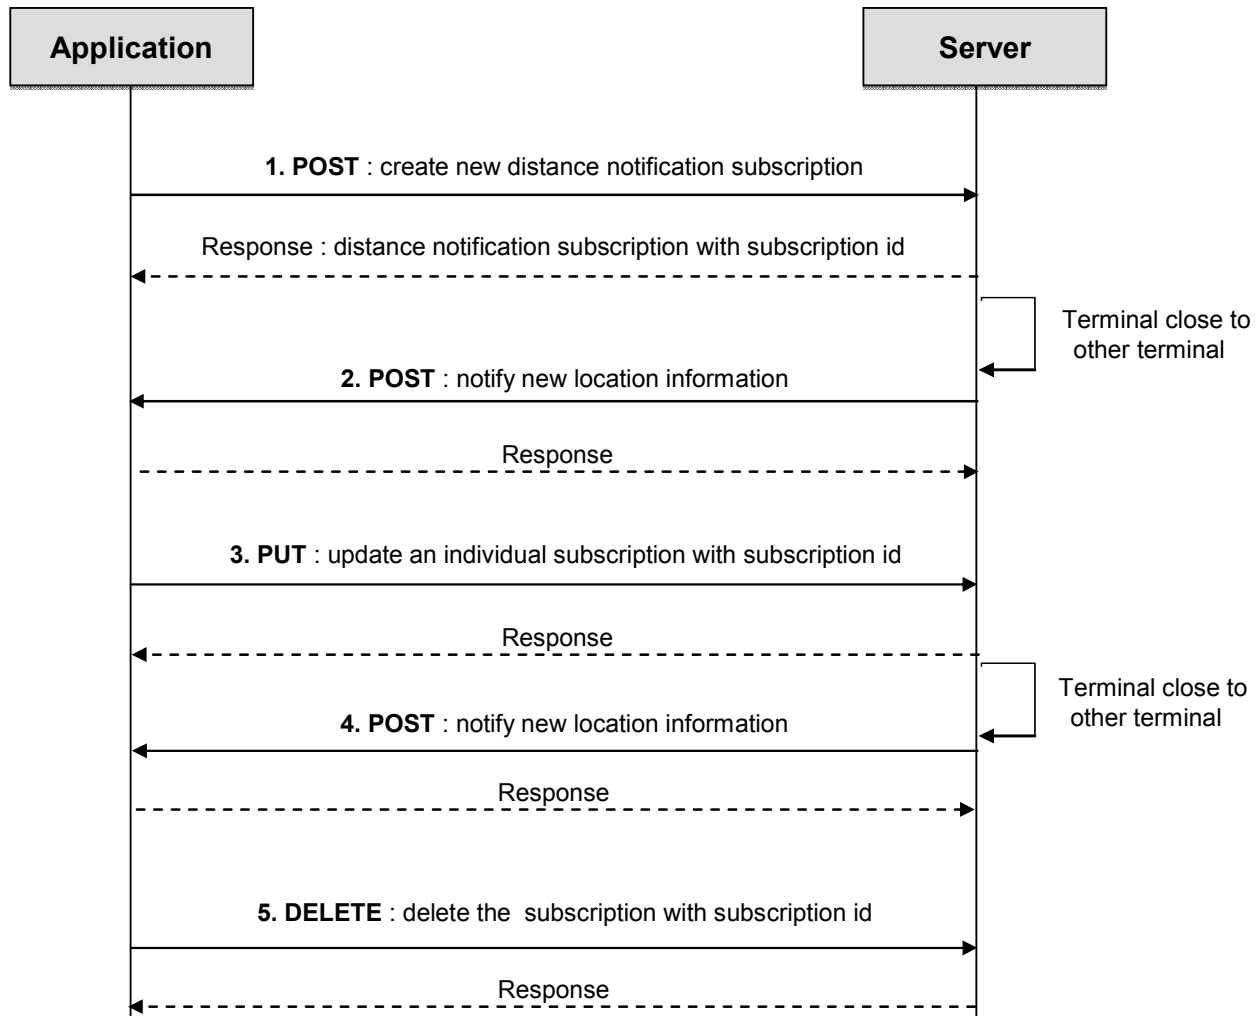 Application
Server
1. POST : create new distance notification subscription
Response : distance notification subscription with subscription id
Terminal close to
other terminal
2. POST : notify new location information
Response
3. PUT : update an individual subscription with subscription id
Response
Terminal close to
other terminal
4. POST : notify new location information
Response
5. DELETE : delete the  subscription with subscription id
Response